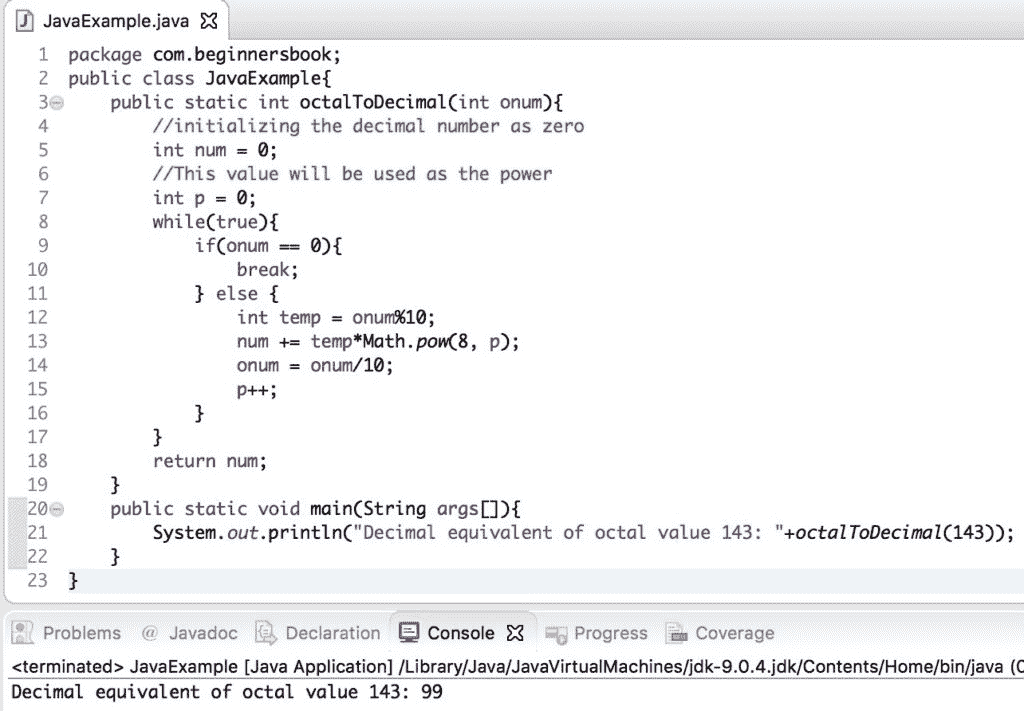 JavaExample.java
1 package com.beginnersbook;
2 public class JavaExample{
3 public static int octalToDecimal(int onum){
4 //initializing the decimal number as zero
5 int num = 0;
6 //This value will be used as the power
7 int p = 0;
8 while(true){
9 if(onum == 0){
10 break;
11 } else {
12 int temp = onum%10;
13 num += temp*Math.pow(8, p);
14 onum = onum/10;
15 p++;
16 }
17 }
18 return num;
19 }
20 public static void main(String args[]){
21 System.out.println("Decimal equivalent of octal value 143: "+octalToDecimal(143));
22 }
23 }
Problems @ Javadoc Declaration Console Progress Coverage
<terminated> JavaExample [Java Application] /Library/Java/JavaVirtualMachines/jdk-9.0.4.jdk/Contents/Home/bin/java (
Decimal equivalent of octal value 143: 99